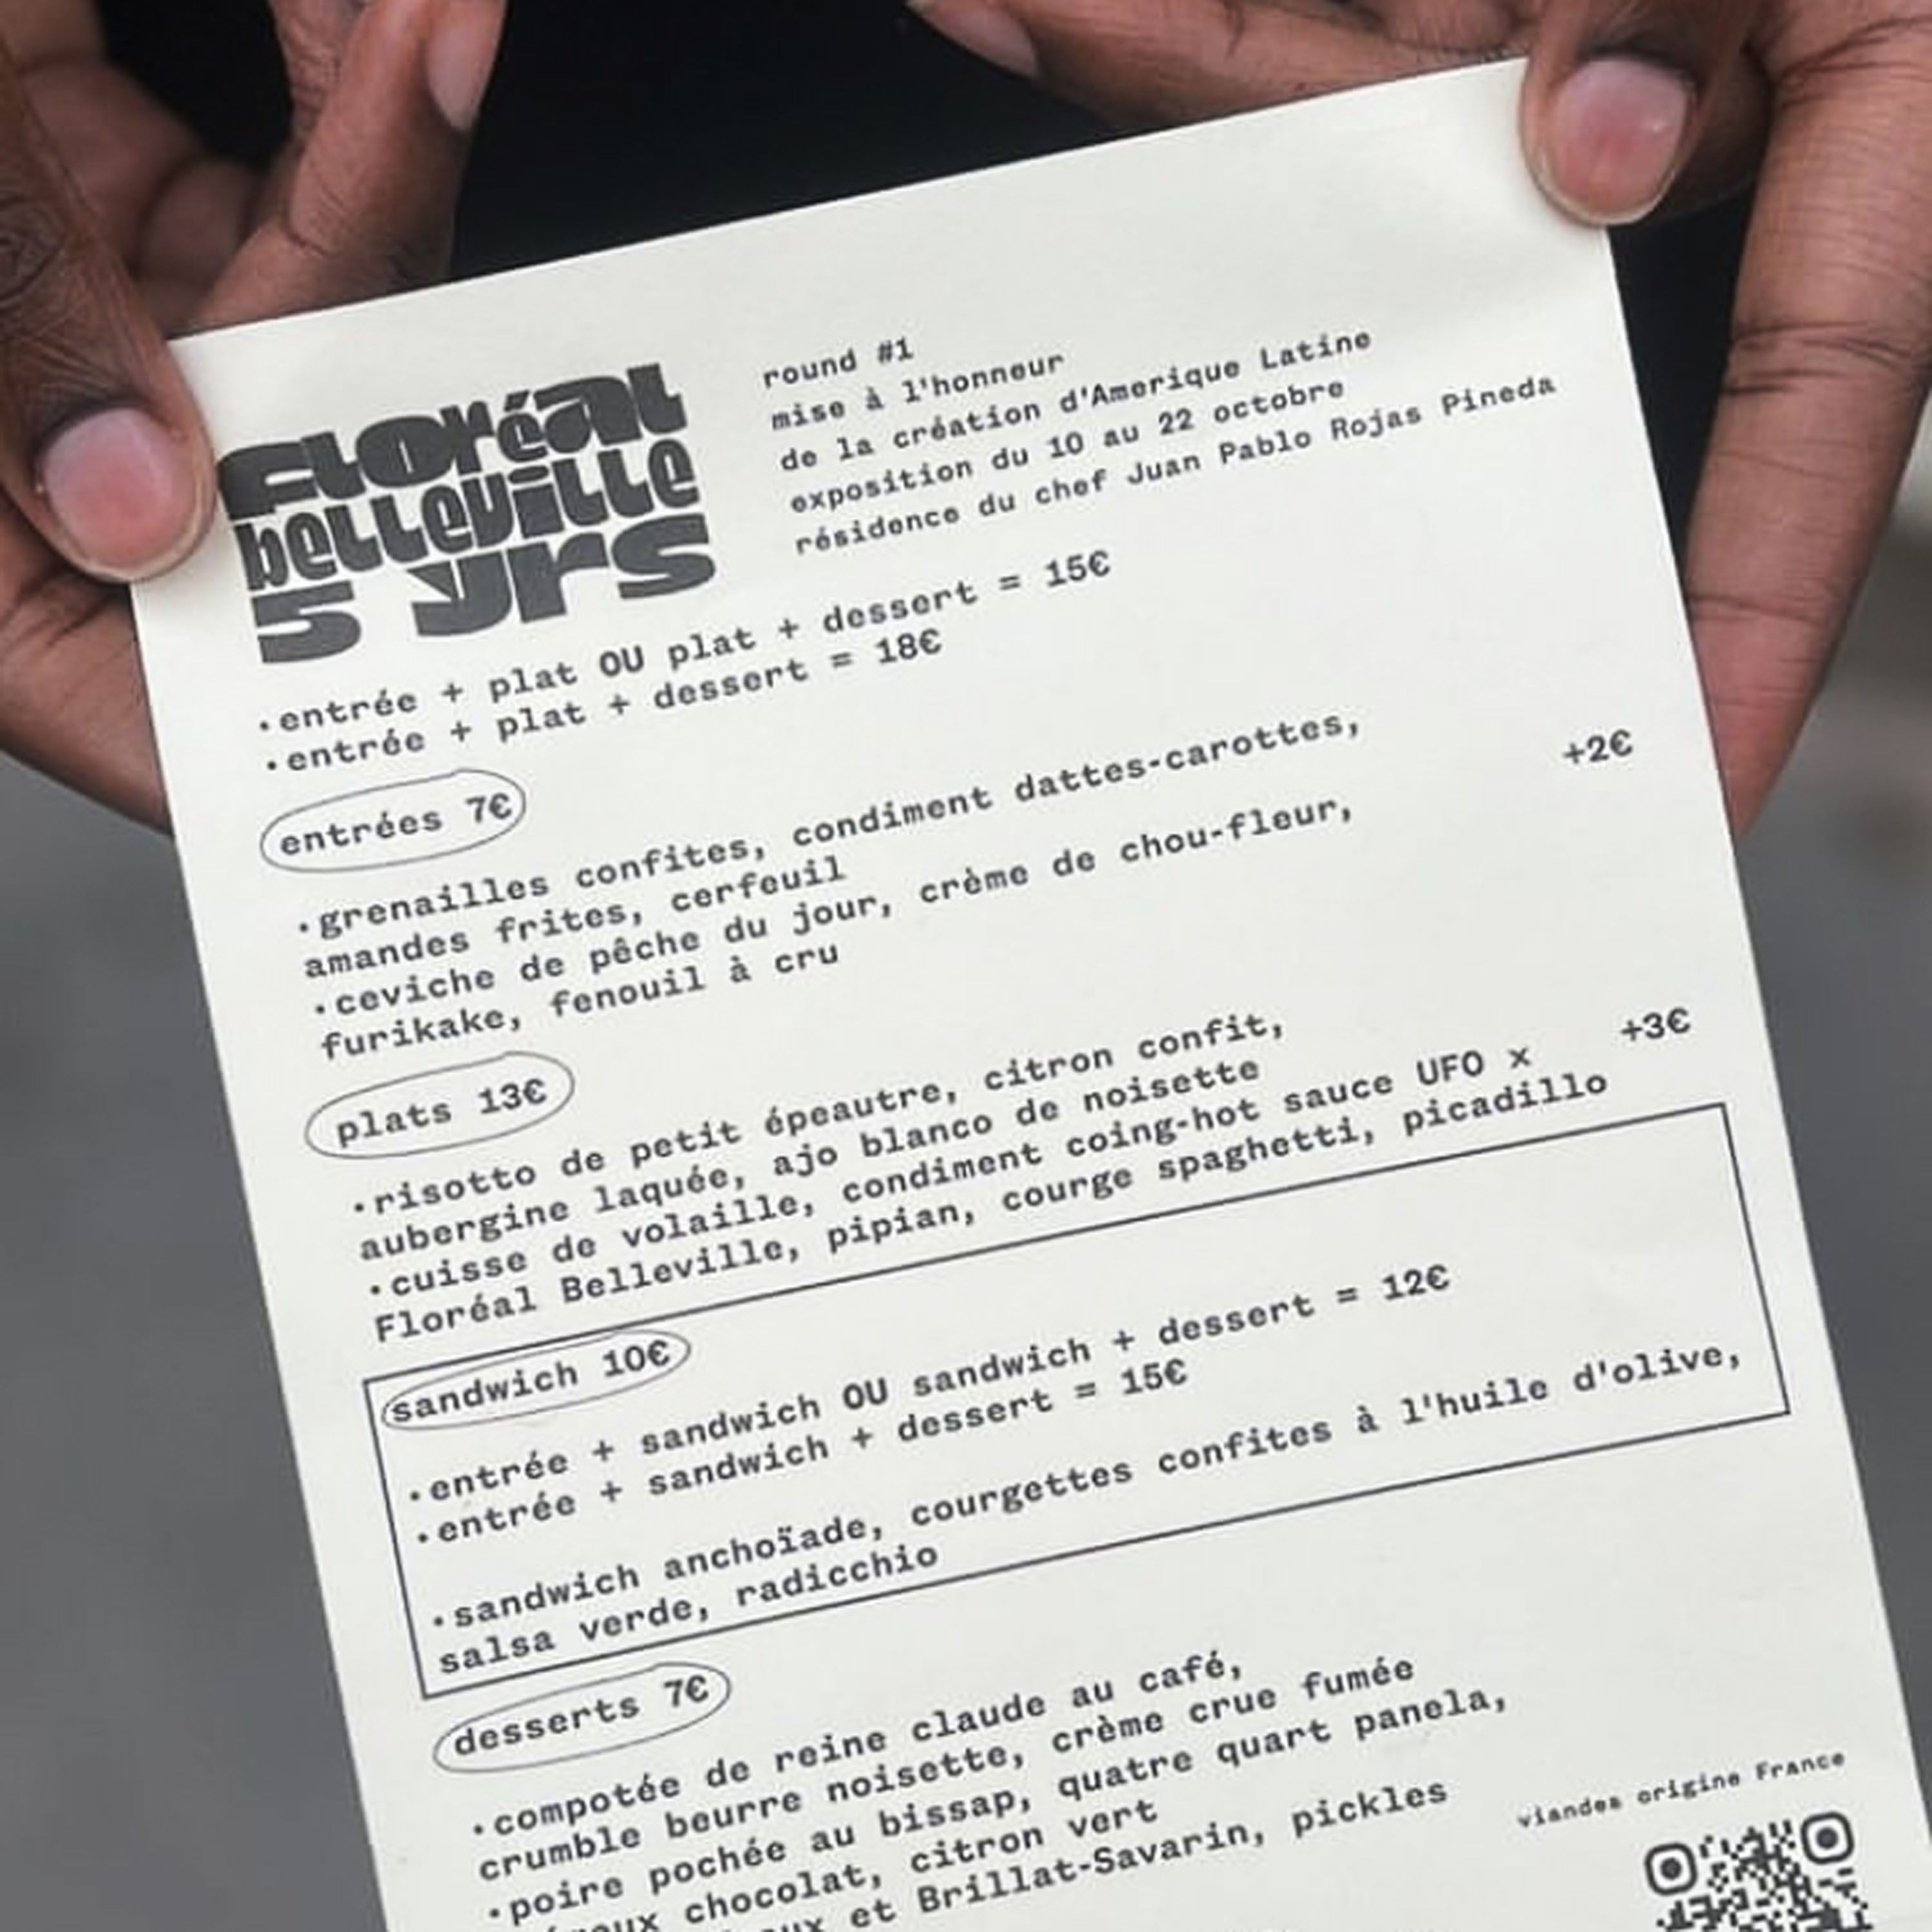 floréal
belleville
5 yrs
round #1
mise à l'honneur
de la création d'Amerique Latine
exposition du 10 au 22 octobre
résidence du chef Juan Pablo Rojas Pineda
·entrée + plat OU plat + dessert = 15€
·entrée + plat + dessert = 18€
entrées 7€
·grenailles confites, condiment dattes-carottes,
amandes frites, cerfeuil
·ceviche de pêche du jour, crème de chou-fleur, +2€
furikake, fenouil à cru
plats 13€
·risotto de petit épeautre, citron confit,
aubergine laquée, ajo blanco de noisette
·cuisse de volaille, condiment coing-hot sauce UFO x +3€
Floréal Belleville, pipian, courge spaghetti, picadillo
sandwich 10€
·entrée + sandwich OU sandwich + dessert = 12€
·entrée + sandwich + dessert = 15€
·sandwich anchoïade, courgettes confites à l'huile d'olive,
salsa verde, radicchio
desserts 7€
·compotée de reine claude au café,
crumble beurre noisette, crème crue fumée
·poire pochée au bissap, quatre quart panela,
chocolat, citron vert
et Brillat-Savarin, pickles
viandes origine France